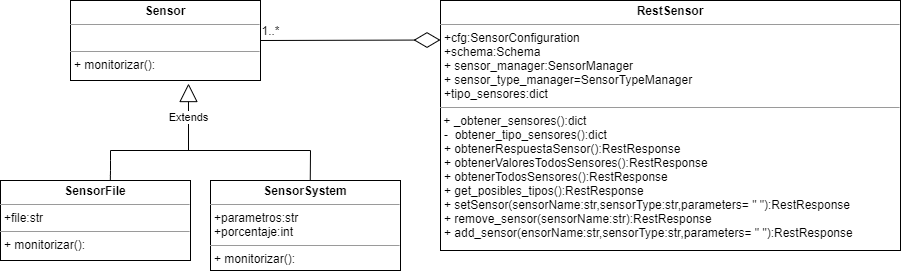 Sensor
+ monitorizar():
1..*
RestSensor
+cfg:SensorConfiguration
+schema:Schema
+ sensor_manager:SensorManager
+ sensor_type_manager=SensorTypeManager
+tipo_sensores:dict
+ _obtener_sensores():dict
- obtener_tipo_sensores():dict
+ obtenerRespuestaSensor():RestResponse
+ obtenerValoresTodosSensores():RestResponse
+ obtenerTodosSensores():RestResponse
+ get_posibles_tipos():RestResponse
+ setSensor(sensorName:str,sensorType:str,parameters= " "):RestResponse
+ remove_sensor(sensorName:str):RestResponse
+ add_sensor(ensorName:str,sensorType:str,parameters= " "):RestResponse
Extends
SensorFile
+file:str
+ monitorizar():
SensorSystem
+parametros:str
+porcentaje:int
+ monitorizar():